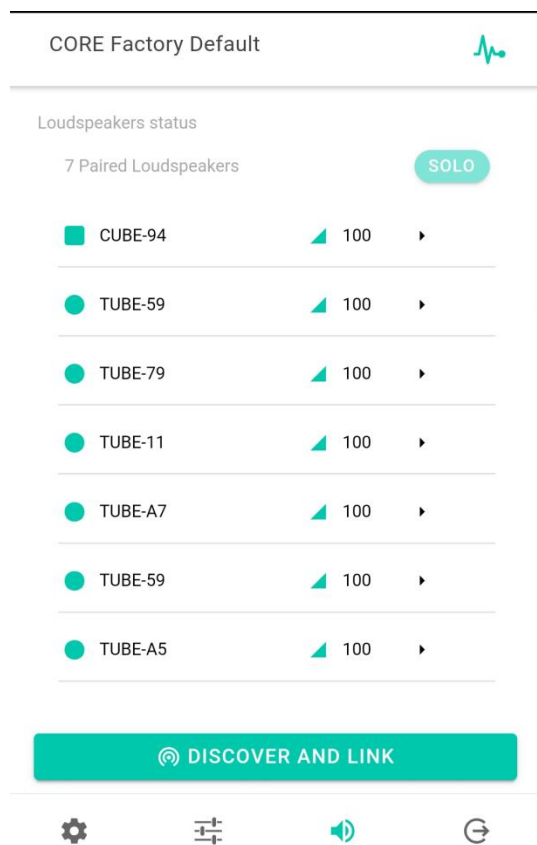 CORE Factory Default
Loudspeakers status
7 Paired Loudspeakers SOLO
CUBE-94 100
TUBE-59 100
TUBE-79 100
TUBE-11 100
TUBE-A7 100
TUBE-59 100
TUBE-A5 100
DISCOVER AND LINK